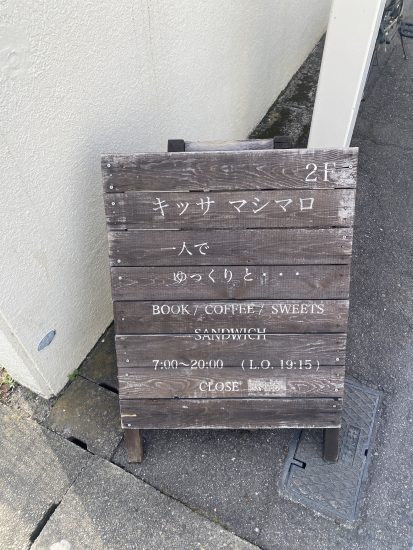 2F
キッサ マシマロ
一人で
ゆっくりと・・・
BOOK / COFFEE / SWEETS
SANDWICH
7:00〜20:00 (L.O. 19:15)
CLOSE